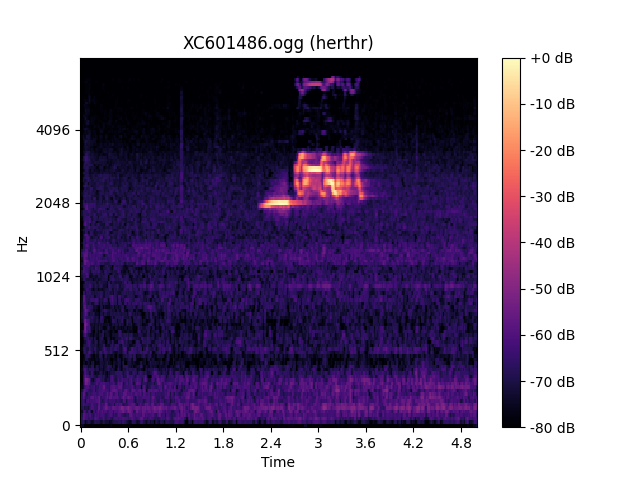 XC601486.ogg (herthr)
+0 dB
-10 dB
-20 dB
-30 dB
-40 dB
-50 dB
-60 dB
-70 dB
-80 dB
Hz
4096
2048
1024
512
0
0 0.6 1.2 1.8 2.4 3 3.6 4.2 4.8
Time